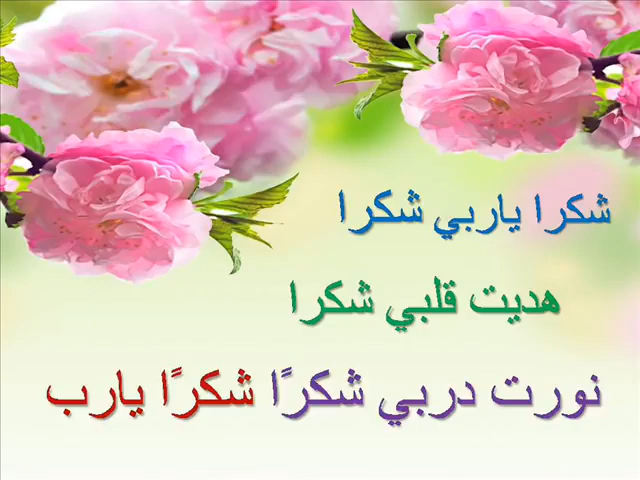 شكرا ياربي شكرا
هديت قلبي شكرا
نورت دربي شكرًا شكرًا يارب